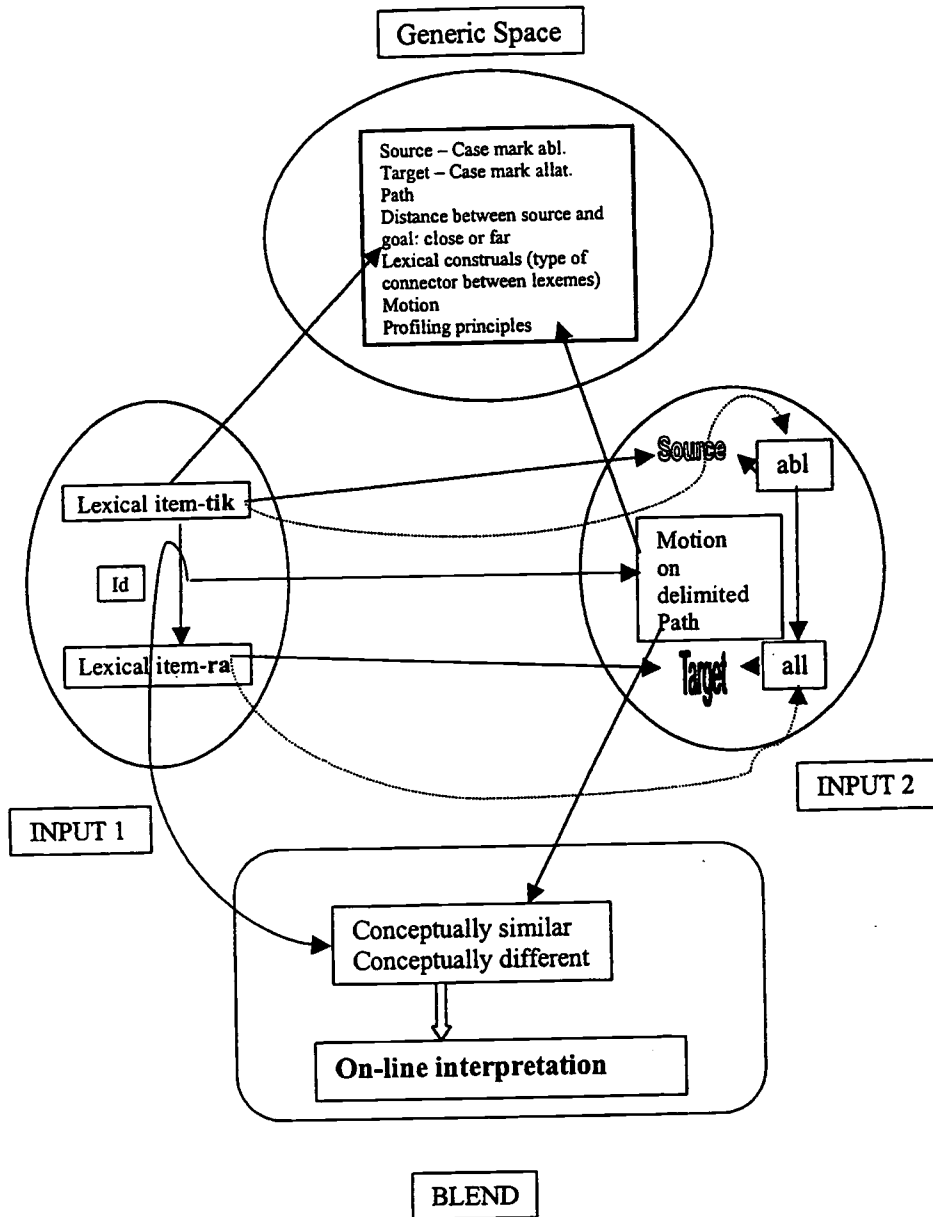 Generic Space
Source – Case mark abl.
Target – Case mark allat.
Path
Distance between source and
goal: close or far
Lexical construals (type of
connector between lexemes)
Motion
Profiling principles
Lexical item-tik
Id
Lexical item-ra
INPUT 1
Source
abl
Motion
on
delimited
Path
Target
all
INPUT 2
Conceptually similar
Conceptually different
On-line interpretation
BLEND